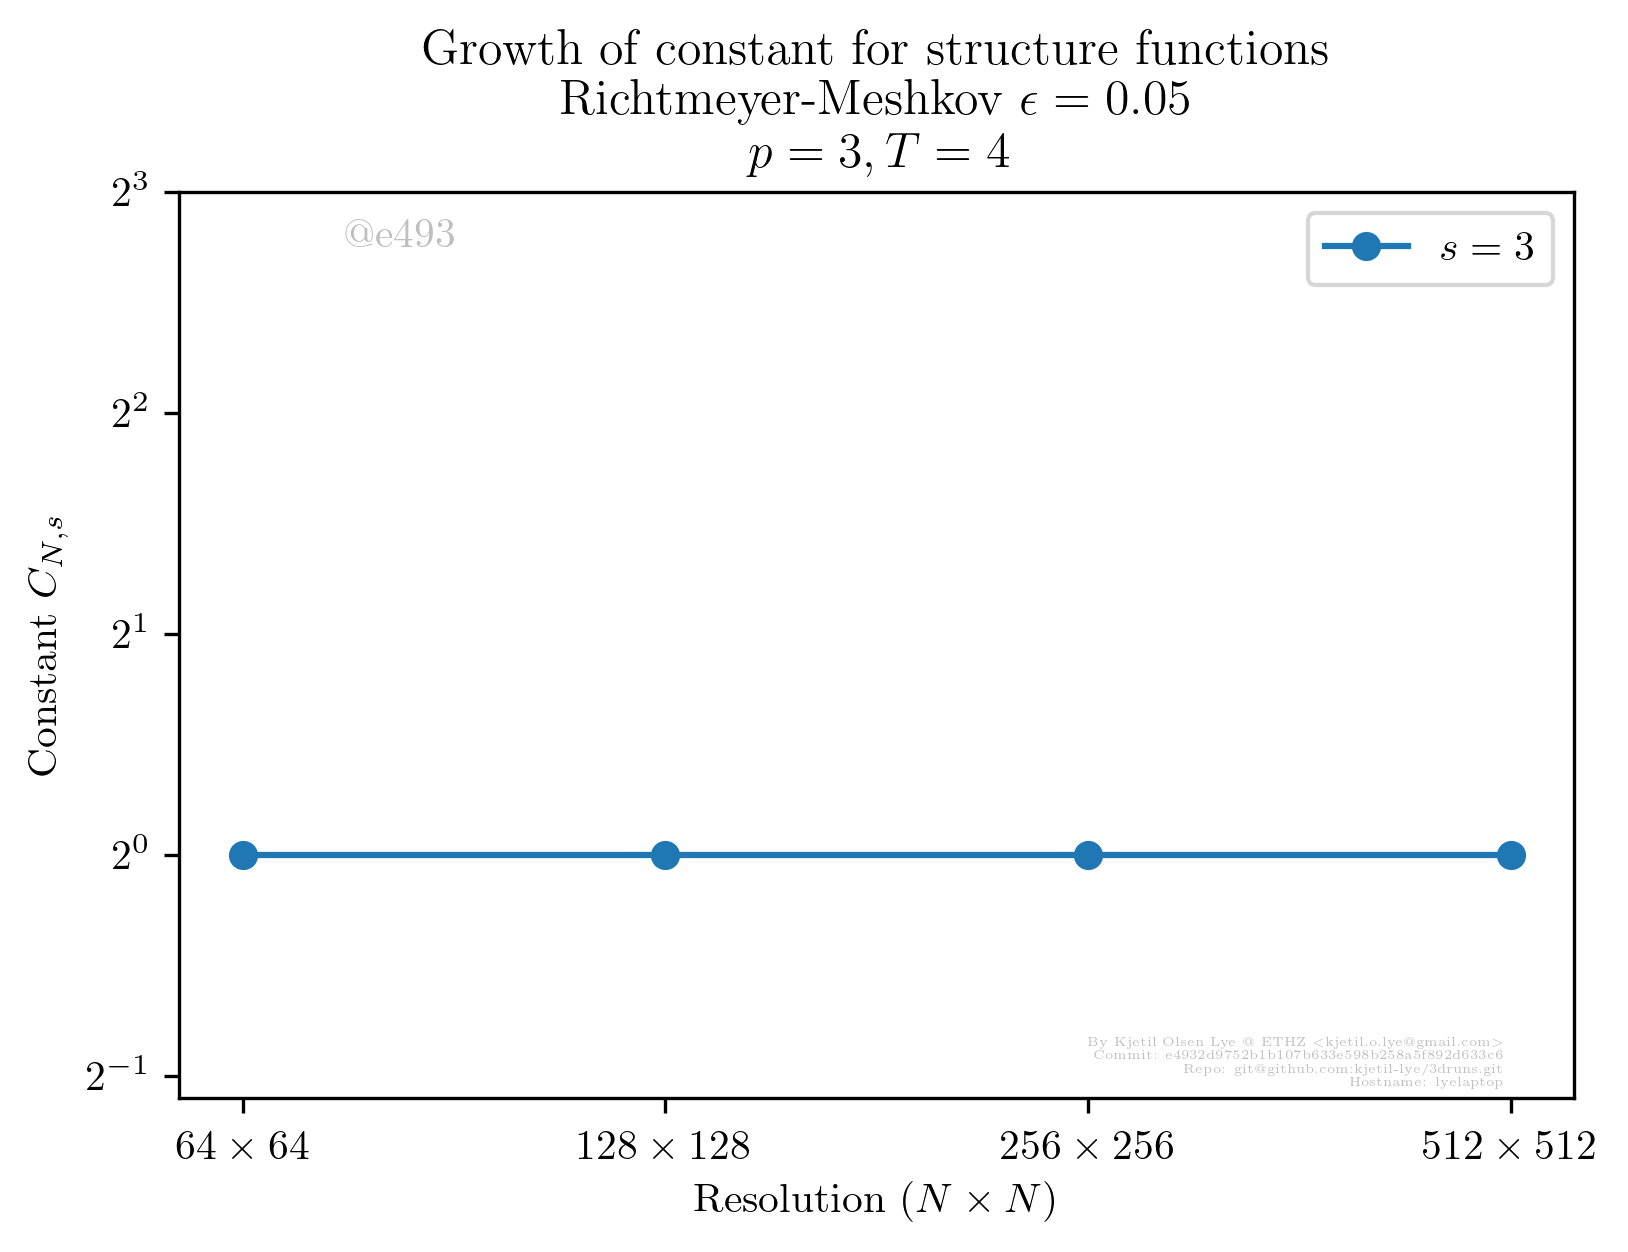 Growth of constant for structure functions
Richtmeyer-Meshkov ϵ = 0.05
p = 3, T = 4
2³
@e493
s = 3
2²
2¹
2⁰
2⁻¹
Constant C_{N,s}
By Kjetil Olsen Lye @ ETHZ <kjetil.o.lye@gmail.com>
Commit: e4932d9752b1b107b633e598b258a5f892d633c6
Repo: git@github.com:kjetil-lye/3druns.git
Hostname: lyelaptop
64 × 64 128 × 128 256 × 256 512 × 512
Resolution (N × N)